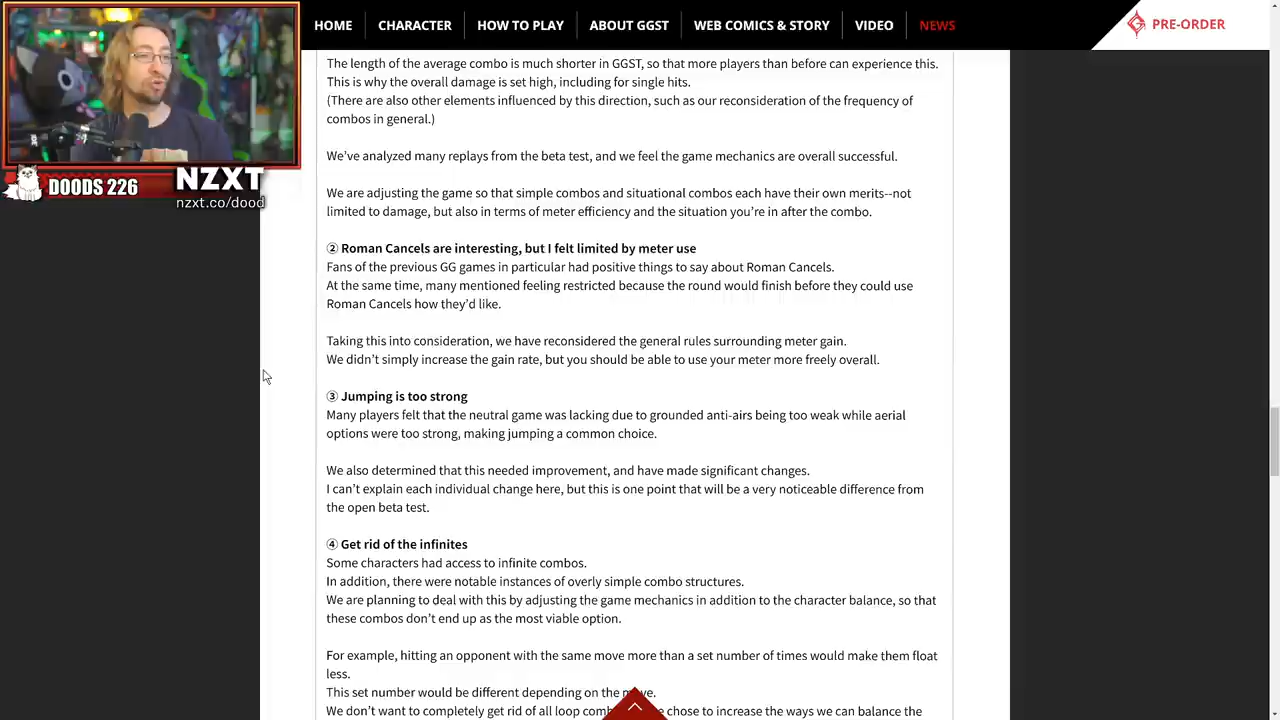 HOME
CHARACTER
HOW TO PLAY
ABOUT GGST
WEB COMICS & STORY
VIDEO
NEWS
PRE-ORDER
DOODS 226
NZXT
nzxt.co/dood
The length of the average combo is much shorter in GGST, so that more players than before can experience this.
This is why the overall damage is set high, including for single hits.
(There are also other elements influenced by this direction, such as our reconsideration of the frequency of
combos in general.)
We've analyzed many replays from the beta test, and we feel the game mechanics are overall successful.
We are adjusting the game so that simple combos and situational combos each have their own merits--not
limited to damage, but also in terms of meter efficiency and the situation you're in after the combo.
② Roman Cancels are interesting, but I felt limited by meter use
Fans of the previous GG games in particular had positive things to say about Roman Cancels.
At the same time, many mentioned feeling restricted because the round would finish before they could use
Roman Cancels how they'd like.
Taking this into consideration, we have reconsidered the general rules surrounding meter gain.
We didn't simply increase the gain rate, but you should be able to use your meter more freely overall.
③ Jumping is too strong
Many players felt that the neutral game was lacking due to grounded anti-airs being too weak while aerial
options were too strong, making jumping a common choice.
We also determined that this needed improvement, and have made significant changes.
I can't explain each individual change here, but this is one point that will be a very noticeable difference from
the open beta test.
④ Get rid of the infinites
Some characters had access to infinite combos.
In addition, there were notable instances of overly simple combo structures.
We are planning to deal with this by adjusting the game mechanics in addition to the character balance, so that
these combos don't end up as the most viable option.
For example, hitting an opponent with the same move more than a set number of times would make them float
less.
This set number would be different depending on the move.
We don't want to completely get rid of all loop chose to increase the ways we can balance the